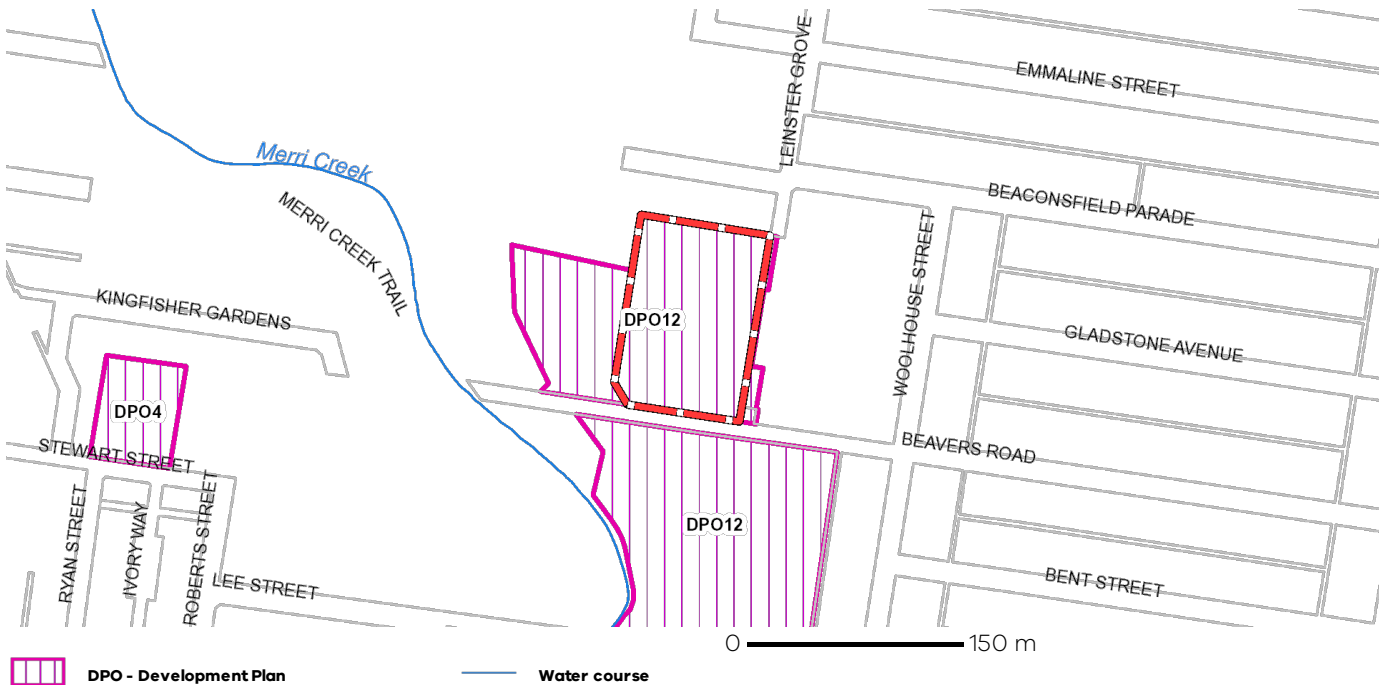 EMMALINE STREET
LEINSTER GROVE
Merri Creek
BEACONSFIELD PARADE
MERRI CREEK TRAIL
WOOLHOUSE STREET
KINGFISHER GARDENS
DPO12
GLADSTONE AVENUE
DPO4
BEAVERS ROAD
STEWART STREET
DPO12
RYAN STREET
IVORY WAY
ROBERTS STREET
LEE STREET
BENT STREET
0 150 m
DPO - Development Plan
Water course